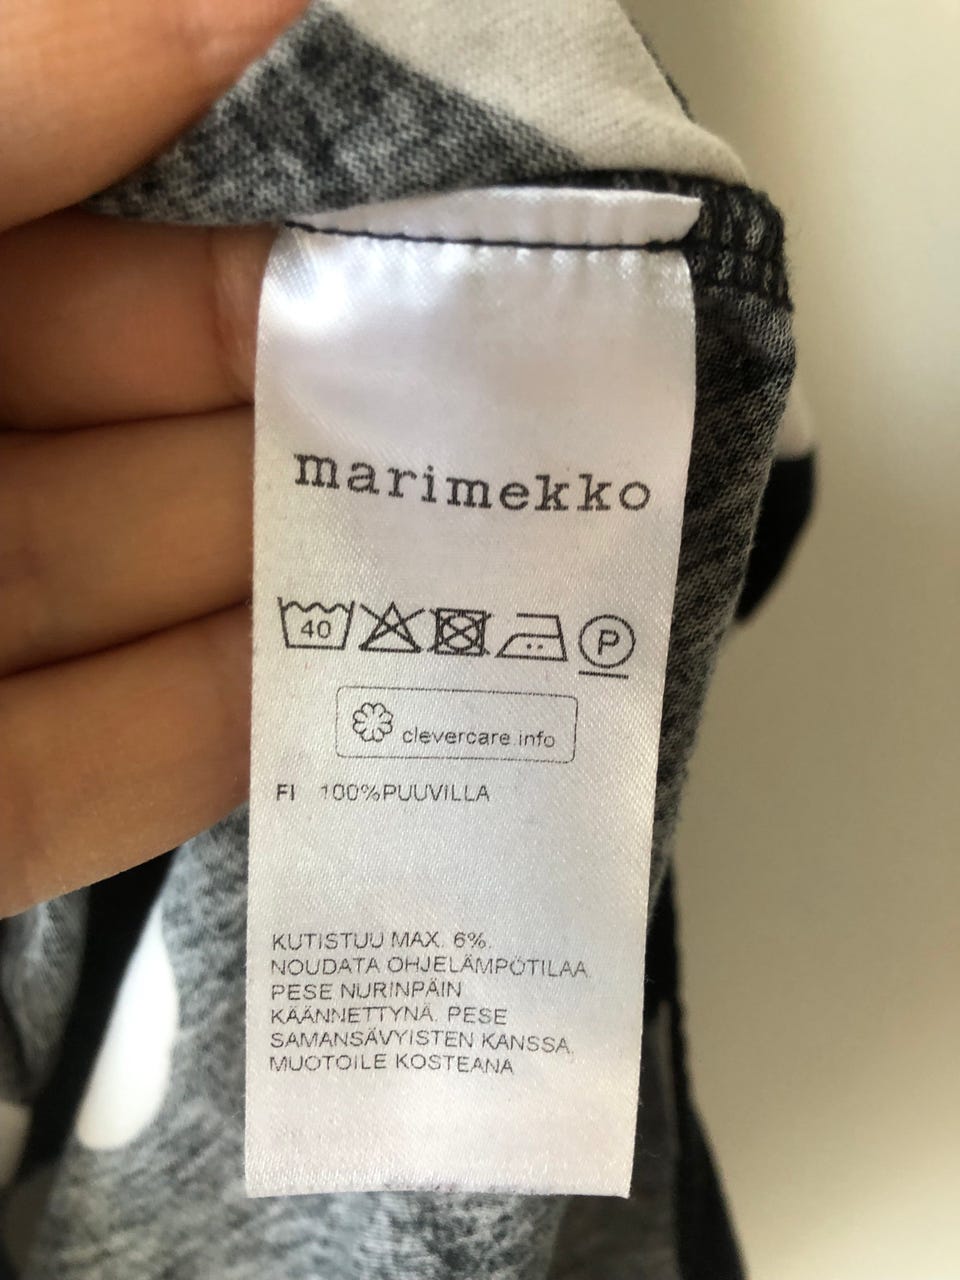 marimekko
40 P
clevercare.info
FI 100%PUUVILLA
KUTISTUU MAX. 6%.
NOUDATA OHJELÄMPÖTILAA.
PESE NURINPÄIN
KÄÄNNETTYNÄ. PESE
SAMANSÄVYISTEN KANSSA.
MUOTOILE KOSTEANA